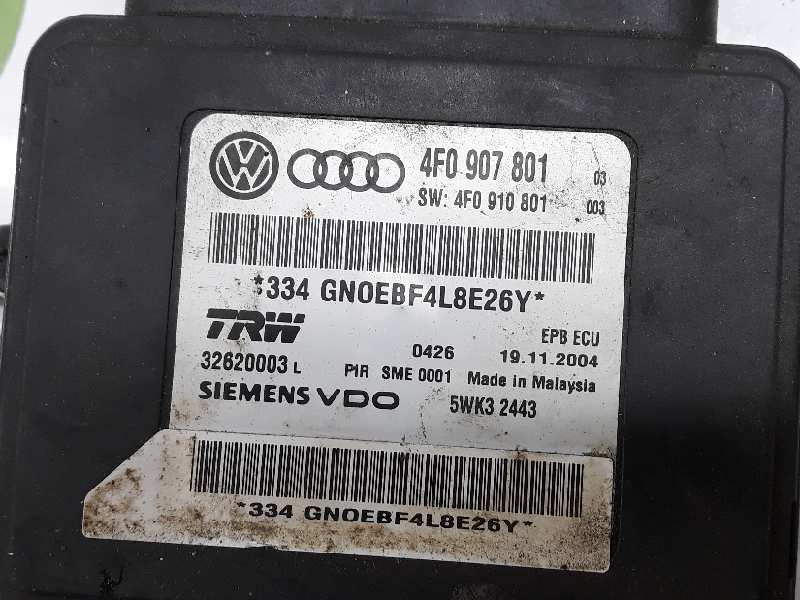 4F0 907 801 03
SW: 4F0 910 801 003
*334 GN0EBF4L8E26Y*
TRW EPB ECU
0426 19.11.2004
32620003 L P1R SME 0001 Made in Malaysia
SIEMENS VDO 5WK3 2443
*334 GN0EBF4L8E26Y*